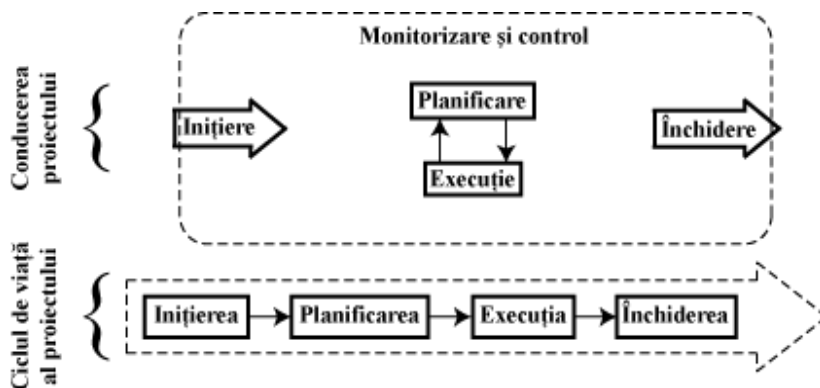 Monitorizare și control
Conducerea
proiectului
Inițiere
Planificare
Execuție
Închidere
Ciclul de viață
al proiectului
Inițierea
Planificarea
Execuția
Închiderea